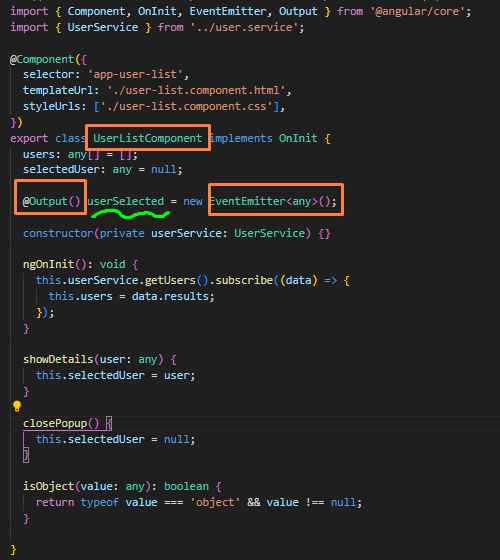 import { Component, OnInit, EventEmitter, Output } from '@angular/core';
import { UserService } from '../user.service';
@Component({
selector: 'app-user-list',
templateUrl: './user-list.component.html',
styleUrls: ['./user-list.component.css'],
})
export class UserListComponent implements OnInit {
users: any[] = [];
selectedUser: any = null;
@Output() userSelected = new EventEmitter<any>();
constructor(private userService: UserService) {}
ngOnInit(): void {
this.userService.getUsers().subscribe((data) => {
this.users = data.results;
});
}
showDetails(user: any) {
this.selectedUser = user;
}
closePopup() {
this.selectedUser = null;
}
isObject(value: any): boolean {
return typeof value === 'object' && value !== null;
}
}